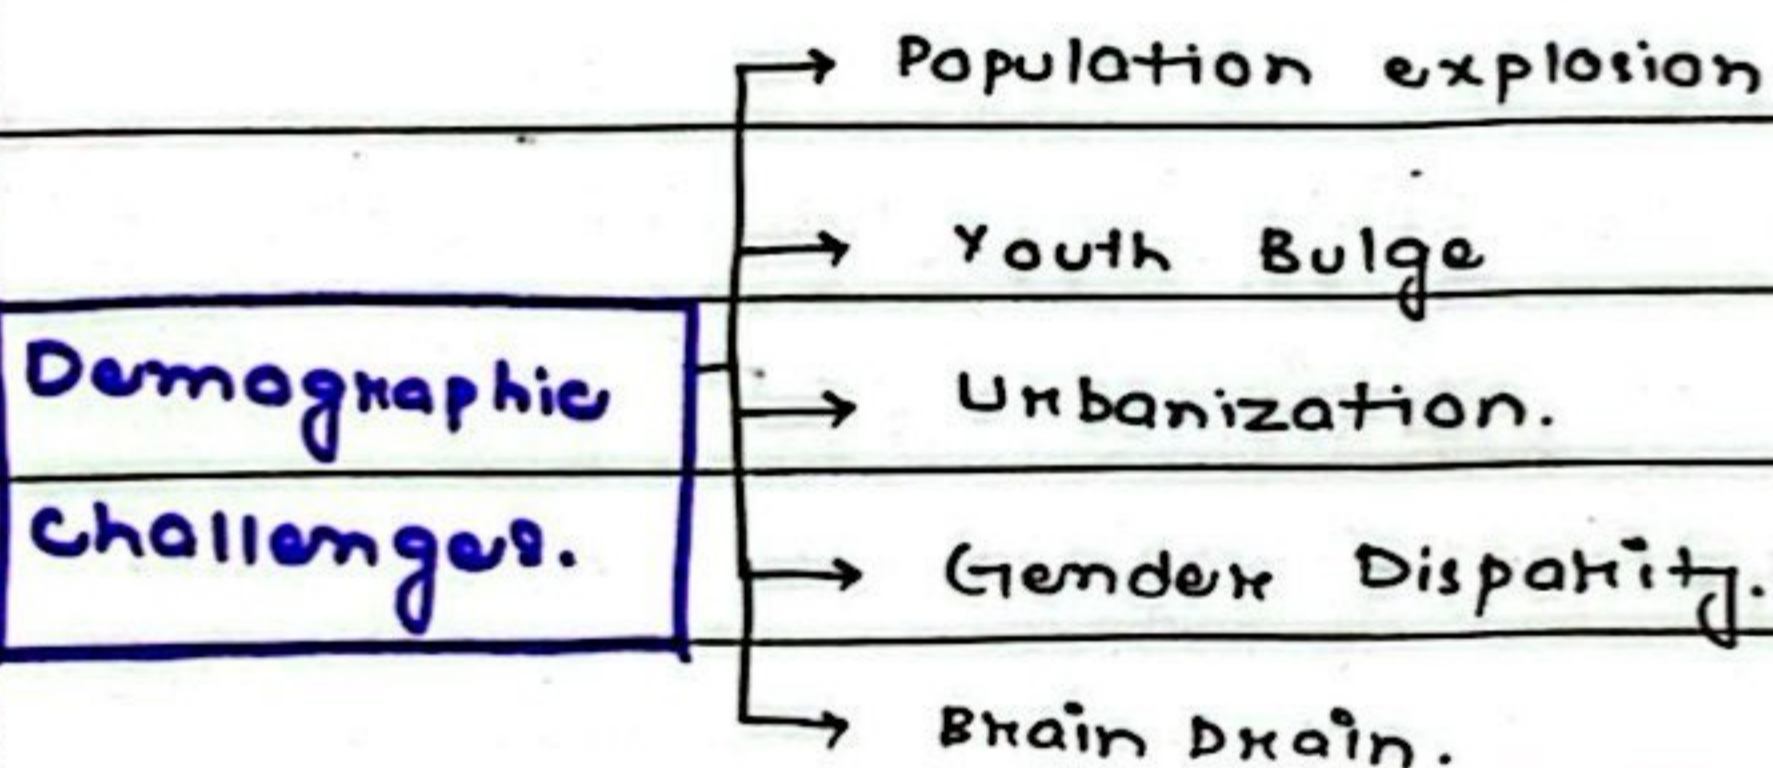 Population explosion
Youth Bulge
Demographic
Urbanization.
Challenges.
Gender Disparity.
Brain Drain.